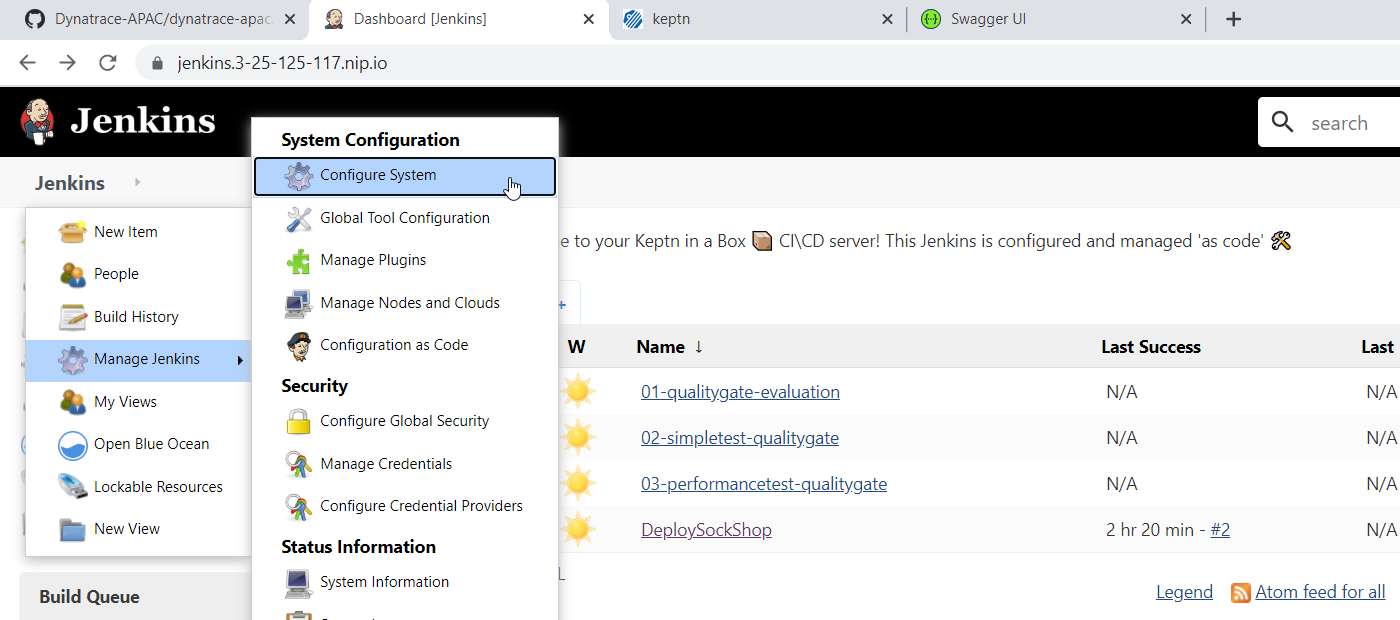 Dynatrace-APAC/dynatrace-apac
Dashboard [Jenkins]
keptn
Swagger UI
jenkins.3-25-125-117.nip.io
Jenkins
search
Jenkins
New Item
People
Build History
Manage Jenkins
My Views
Open Blue Ocean
Lockable Resources
New View
Build Queue
System Configuration
Configure System
Global Tool Configuration
Manage Plugins
Manage Nodes and Clouds
Configuration as Code
Security
Configure Global Security
Manage Credentials
Configure Credential Providers
Status Information
System Information
e to your Keptn in a Box 📦 CI\CD server! This Jenkins is configured and managed 'as code' 🛠
+
W Name ↓ Last Success Last
01-qualitygate-evaluation N/A N/A
02-simpletest-qualitygate N/A N/A
03-performancetest-qualitygate N/A N/A
DeploySockShop 2 hr 20 min - #2 N/A
L
Legend Atom feed for all